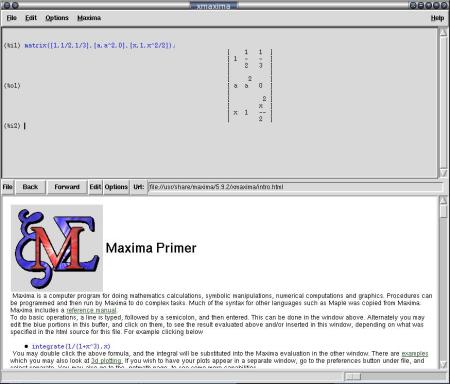 xmaxima
File Edit Options Maxima Help
(%i1) matrix([1,1/2,1/3],[a,a^2,0],[x,1,x^2/2]);
1 1
1 - -
2 3
2
(%o1) a a 0
2
x
x 1 --
2
(%i2)
File Back Forward Edit Options Url: file://usr/share/maxima/5.9.2/xmaxima/intro.html
Maxima Primer
Maxima is a computer program for doing mathematics calculations, symbolic manipulations, numerical computations and graphics. Procedures can
be programmed and then run by Maxima to do complex tasks. Much of the syntax for other languages such as Maple was copied from Maxima.
Maxima includes a reference manual.
To do basic operations, a line is typed, followed by a semicolon, and then entered. This can be done in the window above. Alternately you may
edit the blue portions in this buffer, and click on them, to see the result evaluated above and/or inserted in this window, depending on what was
specified in the html source for this file. For example clicking below
integrate(1/(1+x^3),x)
You may double click the above formula, and the integral will be substituted into the Maxima evaluation in the other window. There are examples
which you may also look at 3d plotting. If you wish to have your plots appear in a separate window, go to the preferences button under file, and